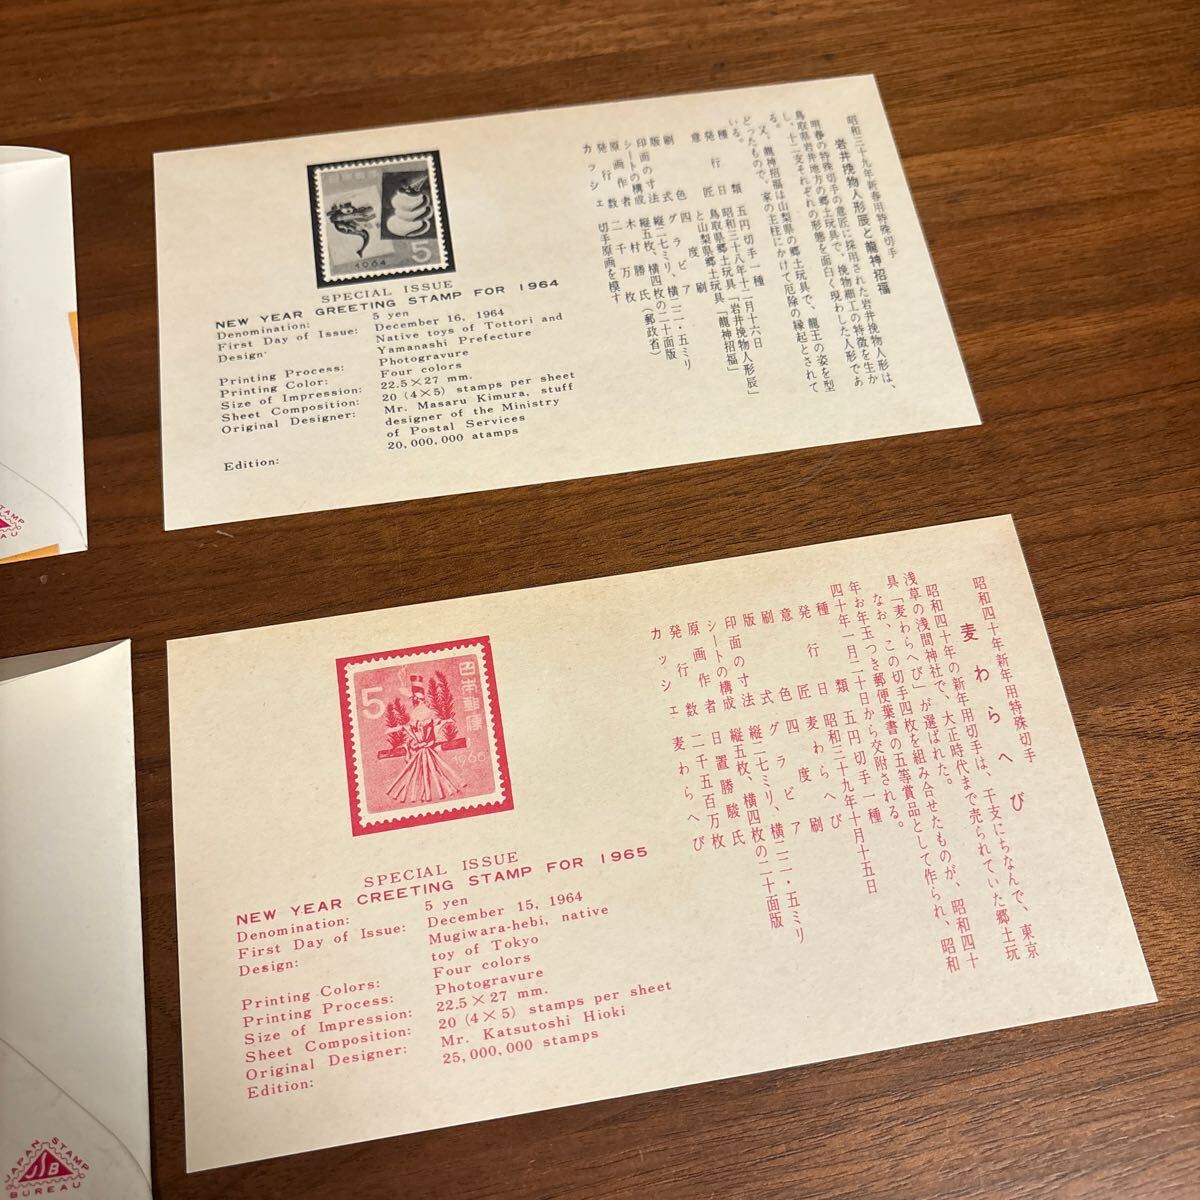 日本郵便
5
1964
SPECIAL ISSUE
NEW YEAR GREETING STAMP FOR 1964
Denomination: 5 yen
First Day of Issue: December 16, 1964
Design: Native toys of Tottori and
Yamanashi Prefecture
Printing Process: Photogravure
Printing Color: Four colors
Size of Impression: 22.5×27 mm.
Sheet Composition: 20 (4×5) stamps per sheet
Original Designer: Mr. Masaru Kimura, stuff
designer of the Ministry
of Postal Services
Edition: 20,000,000 atamps
昭和三十九年新春用特殊切手
岩井挽物人形辰と龍神招福
明春の特殊切手の意匠に採用された岩井挽物人形は、
鳥取県岩井地方の郷土玩具で、挽物細工の特徴を生か
し、十二支それぞれの形態を面白く現わした人形であ
る。
又、龍神招福は山梨県の郷土玩具で、龍王の姿を型
どったもので、家の主柱にかけて厄除の縁起とされて
いる。
種類 五円切手一種
発行日 昭和三十八年十二月十六日
意匠 鳥取県郷土玩具「岩井挽物人形辰」
と山梨県郷土玩具「龍神招福」
刷色 四度刷
版式 グラビア
印面の寸法 縦二七ミリ、横二二・五ミリ
シートの構成 縦五枚、横四枚の二十面版
原画作者 木村勝氏(郵政省)
発行数 二千万枚
カッシェ 切手原画を模す
5
日本郵便
1965
SPECIAL ISSUE
NEW YEAR CREETING STAMP FOR 1965
Denomination: 5 yen
First Day of Issue: December 15, 1964
Design: Mugiwara-hebi, native
toy of Tokyo
Printing Colors: Four colors
Printing Process: Photogravure
Size of Impression: 22.5×27 mm.
Sheet Composition: 20 (4×5) stamps per sheet
Original Designer: Mr. Katsutoshi Hioki
Edition: 25,000,000 stamps
昭和四十年新年用特殊切手
麦わらへび
昭和四十年の新年用切手は、干支にちなんで、東京
浅草の浅間神社で、大正時代まで売られていた郷土玩
具「麦わらへび」が選ばれた。
なお、この切手四枚を組み合せたものが、昭和四十
年お年玉つき郵便葉書の五等賞品として作られ、昭和
四十年一月二十日から交附される。
種類 五円切手一種
発行日 昭和三十九年十月十五日
意匠 麦わらへび
刷色 四度刷
版式 グラビア
印面の寸法 縦二七ミリ、横二二・五ミリ
シートの構成 縦五枚、横四枚の二十面版
原画作者 日置勝駿氏
発行数 二千五百万枚
カッシェ 麦わらへび
STAMP
BUREAU
JAPAN STAMP
JSB
BUREAU